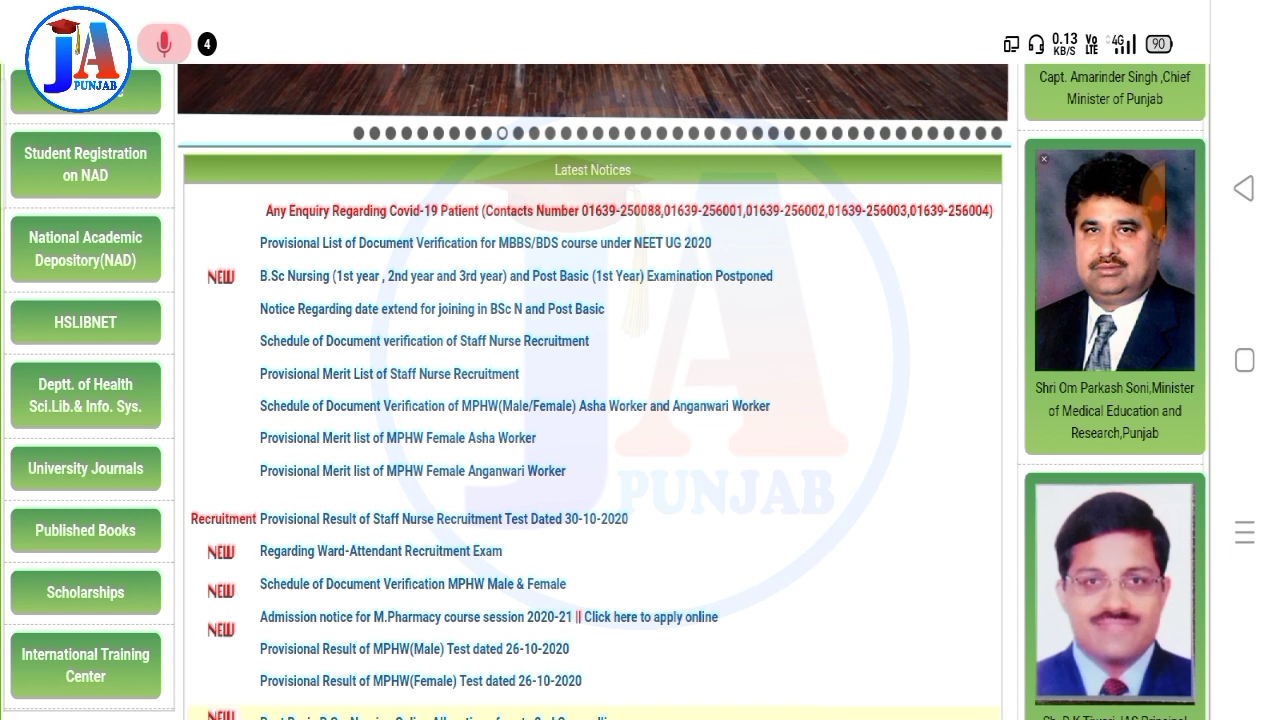 JA
PUNJAB
4
0.13
KB/S
Vo
LTE
4G
90
Student Registration
on NAD
National Academic
Depository(NAD)
HSLIBNET
Deptt. of Health
Sci.Lib.& Info. Sys.
University Journals
Published Books
Scholarships
International Training
Center
Latest Notices
Any Enquiry Regarding Covid-19 Patient (Contacts Number 01639-250088,01639-256001,01639-256002,01639-256003,01639-256004)
Provisional List of Document Verification for MBBS/BDS course under NEET UG 2020
NEW B.Sc Nursing (1st year , 2nd year and 3rd year) and Post Basic (1st Year) Examination Postponed
Notice Regarding date extend for joining in BSc N and Post Basic
Schedule of Document verification of Staff Nurse Recruitment
Provisional Merit List of Staff Nurse Recruitment
Schedule of Document Verification of MPHW(Male/Female) Asha Worker and Anganwari Worker
Provisional Merit list of MPHW Female Asha Worker
Provisional Merit list of MPHW Female Anganwari Worker
Recruitment Provisional Result of Staff Nurse Recruitment Test Dated 30-10-2020
NEW Regarding Ward-Attendant Recruitment Exam
NEW Schedule of Document Verification MPHW Male & Female
NEW Admission notice for M.Pharmacy course session 2020-21 || Click here to apply online
Provisional Result of MPHW(Male) Test dated 26-10-2020
Provisional Result of MPHW(Female) Test dated 26-10-2020
NEW
JA
PUNJAB
Capt. Amarinder Singh ,Chief
Minister of Punjab
Shri Om Parkash Soni,Minister
of Medical Education and
Research,Punjab